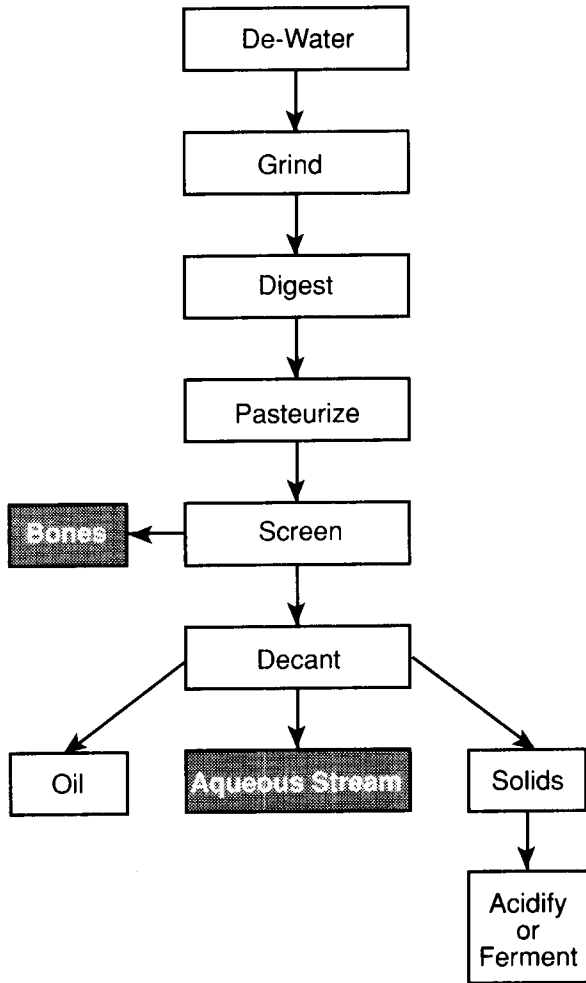 De-Water
Grind
Digest
Pasteurize
Bones
Screen
Decant
Oil
Aqueous Stream
Solids
Acidify
or
Ferment